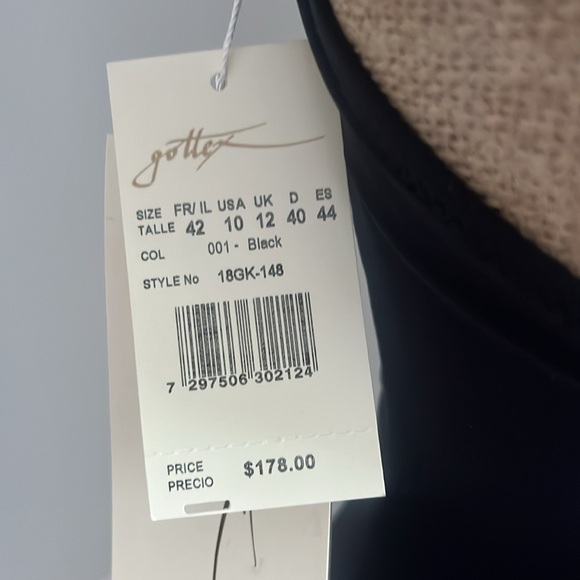 gottex
SIZE FR/IL USA UK D ES
TALLE 42 10 12 40 44
COL 001 - Black
STYLE No 18GK-148
7 297506 302124
PRICE $178.00
PRECIO